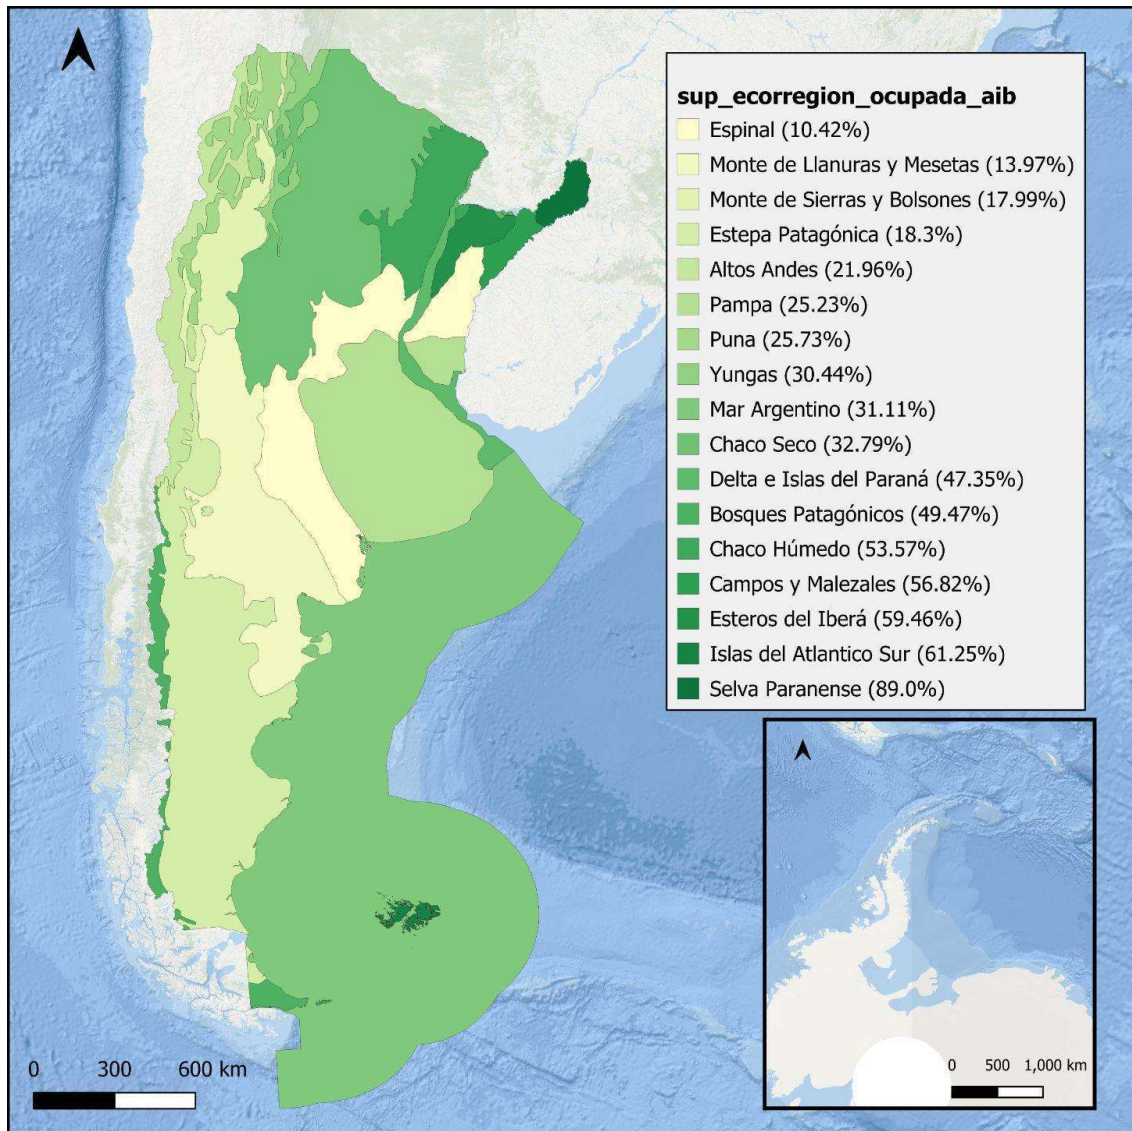 sup_ecorregion_ocupada_aib
Espinal (10.42%)
Monte de Llanuras y Mesetas (13.97%)
Monte de Sierras y Bolsones (17.99%)
Estepa Patagónica (18.3%)
Altos Andes (21.96%)
Pampa (25.23%)
Puna (25.73%)
Yungas (30.44%)
Mar Argentino (31.11%)
Chaco Seco (32.79%)
Delta e Islas del Paraná (47.35%)
Bosques Patagónicos (49.47%)
Chaco Húmedo (53.57%)
Campos y Malezales (56.82%)
Esteros del Iberá (59.46%)
Islas del Atlantico Sur (61.25%)
Selva Paranense (89.0%)
0 300 600 km
0 500 1,000 km